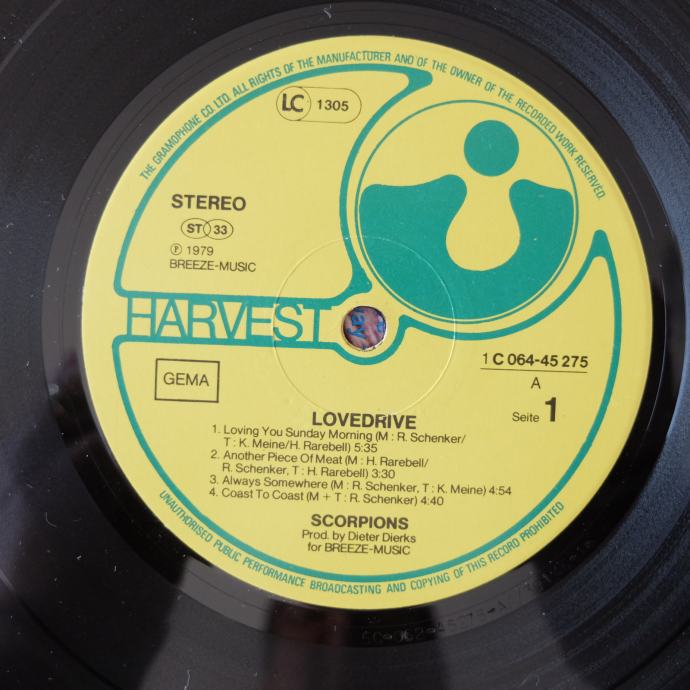 THE GRAMOPHONE CO. LTD. ALL RIGHTS OF THE MANUFACTURER AND OF THE OWNER OF THE RECORDED WORK RESERVED.
LC 1305
STEREO
ST 33
℗ 1979
BREEZE-MUSIC
HARVEST
GEMA
1 C 064-45 275
A
Seite 1
LOVEDRIVE
1. Loving You Sunday Morning (M : R. Schenker/
T : K. Meine/H. Rarebell) 5:35
2. Another Piece Of Meat (M : H. Rarebell/
R. Schenker, T : H. Rarebell) 3:30
3. Always Somewhere (M : R. Schenker, T : K. Meine) 4:54
4. Coast To Coast (M + T : R. Schenker) 4:40
SCORPIONS
Prod. by Dieter Dierks
for BREEZE-MUSIC
UNAUTHORISED PUBLIC PERFORMANCE BROADCASTING AND COPYING OF THIS RECORD PROHIBITED